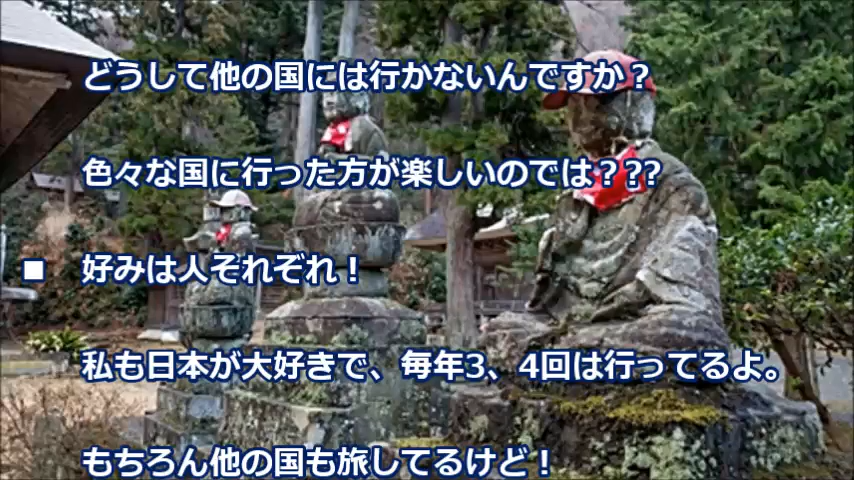 どうして他の国には行かないんですか？
色々な国に行った方が楽しいのでは？??
■ 好みは人それぞれ！
私も日本が大好きで、毎年3、4回は行ってるよ。
もちろん他の国も旅してるけど！